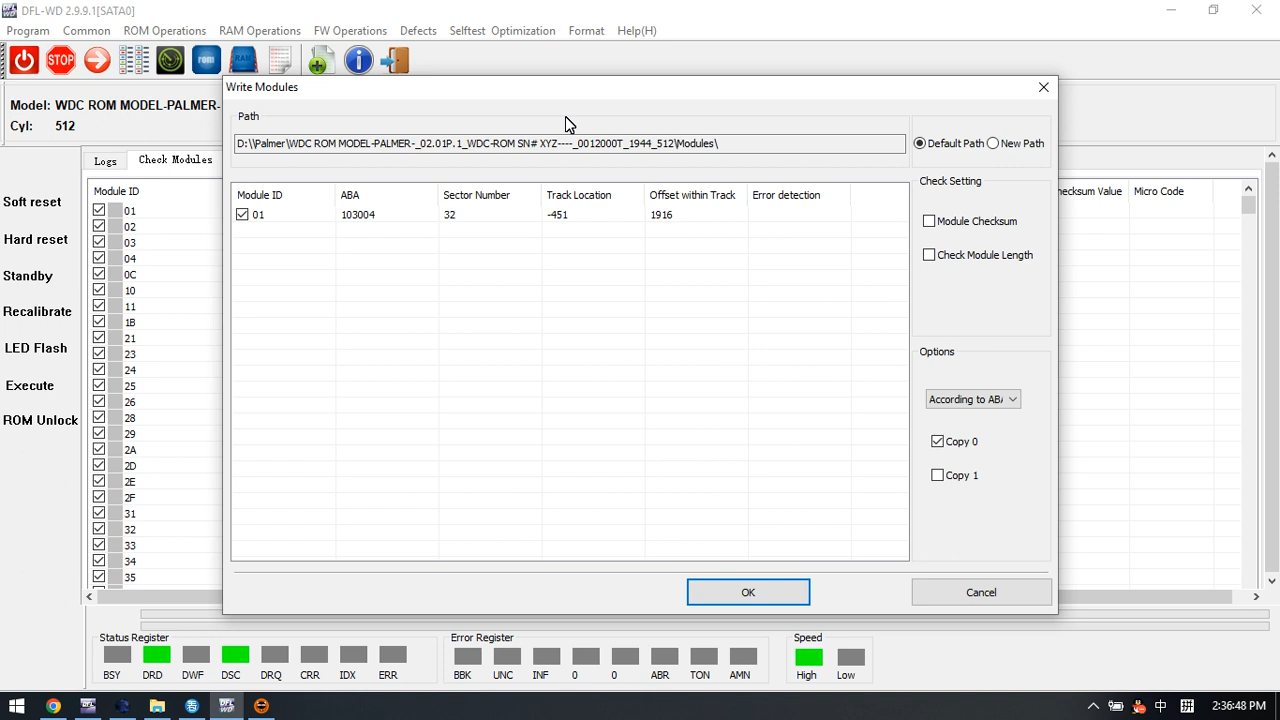 DFL-WD 2.9.9.1[SATA0]
Program Common ROM Operations RAM Operations FW Operations Defects Selftest Optimization Format Help(H)
STOP rom
Write Modules
Model: WDC ROM MODEL-PALMER-
Cyl: 512
Path
D:\\Palmer\WDC ROM MODEL-PALMER-_02.01P.1_WDC-ROM SN# XYZ----_0012000T_1944_512\Modules\
Default Path New Path
Logs Check Modules
Soft reset
Hard reset
Standby
Recalibrate
LED Flash
Execute
ROM Unlock
Module ID
01
02
03
04
0C
10
11
1B
21
23
24
25
26
28
29
2A
2D
2E
2F
31
32
33
34
35
Module ID ABA Sector Number Track Location Offset within Track Error detection
01 103004 32 -451 1916
Check Setting
Module Checksum
Check Module Length
Options
According to ABA
Copy 0
Copy 1
OK Cancel
hecksum Value Micro Code
Status Register Error Register Speed
BSY DRD DWF DSC DRQ CRR IDX ERR BBK UNC INF 0 0 ABR TON AMN High Low
中 拼 2:36:48 PM